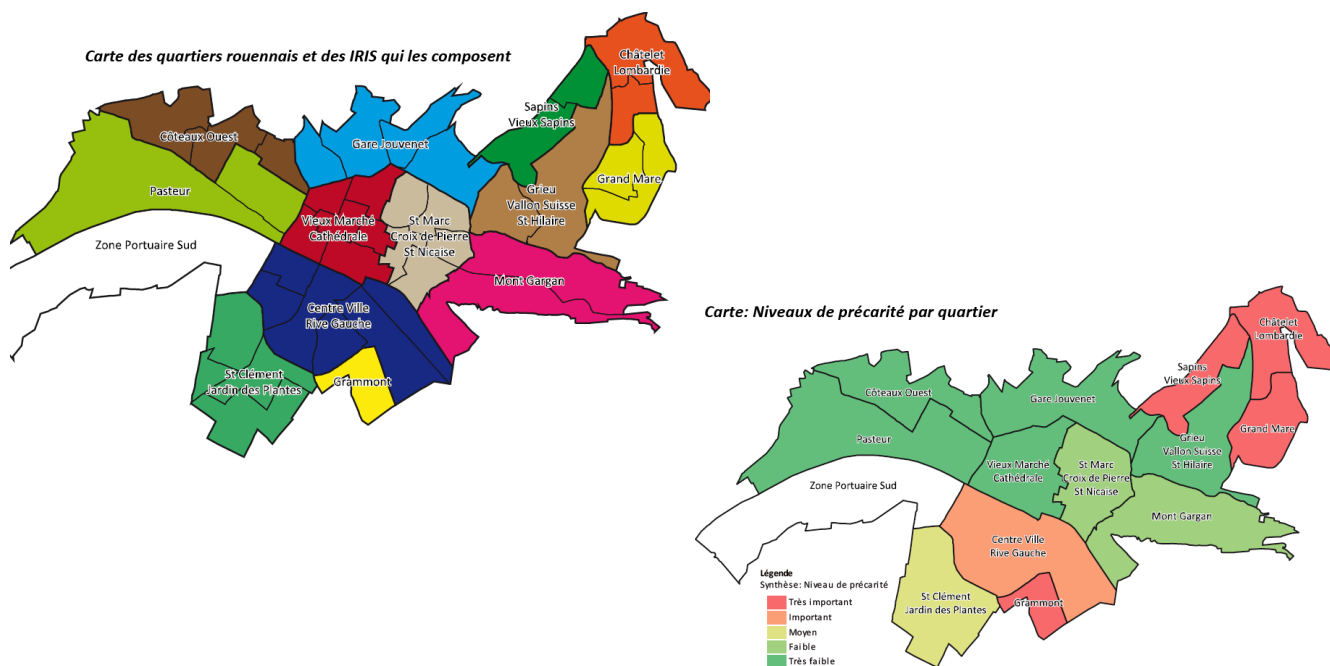 Carte des quartiers rouennais et des IRIS qui les composent
Châtelet
Lombardie
Sapins
Vieux Sapins
Côteaux Ouest
Gare Jouvenet
Grand Mare
Pasteur
Grieu
Vallon Suisse
St Hilaire
Vieux Marché
Cathédrale
St Marc
Croix de Pierre
St Nicaise
Zone Portuaire Sud
Mont Gargan
Centre Ville
Rive Gauche
St Clément
Jardin des Plantes
Grammont
Carte: Niveaux de précarité par quartier
Châtelet
Lombardie
Sapins
Vieux Sapins
Côteaux Ouest
Gare Jouvenet
Grand Mare
Pasteur
Grieu
Vallon Suisse
St Hilaire
Vieux Marché
Cathédrale
St Marc
Croix de Pierre
St Nicaise
Zone Portuaire Sud
Mont Gargan
Centre Ville
Rive Gauche
St Clément
Jardin des Plantes
Grammont
Légende
Synthèse: Niveau de précarité
Très important
Important
Moyen
Faible
Très faible